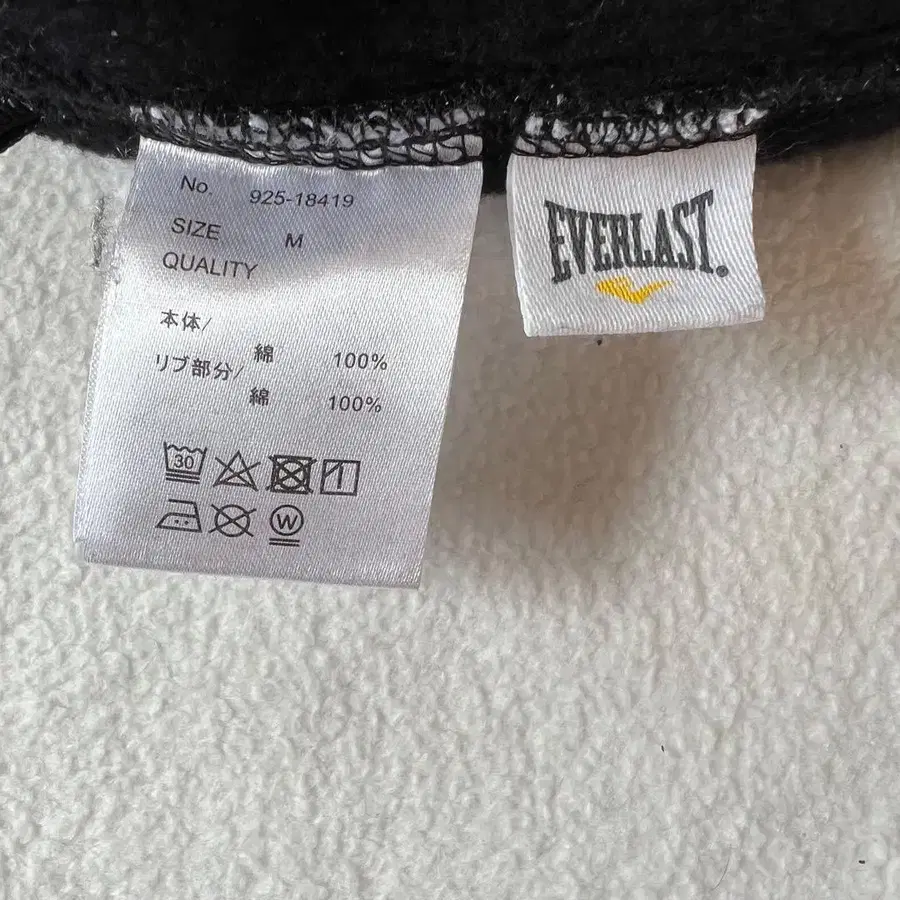 No. 925-18419
SIZE M
QUALITY
本体/
綿 100%
リブ部分/
綿 100%
30
W
EVERLAST.